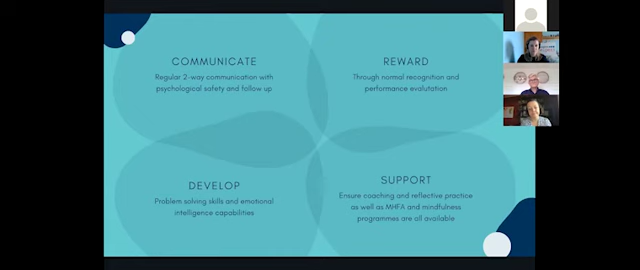 COMMUNICATE
Regular 2-way communication with
psychological safety and follow up
REWARD
Through normal recognition and
performance evalutation
DEVELOP
Problem solving skills and emotional
intelligence capabilities
SUPPORT
Ensure coaching and reflective practice
as well as MHFA and mindfulness
programmes are all available